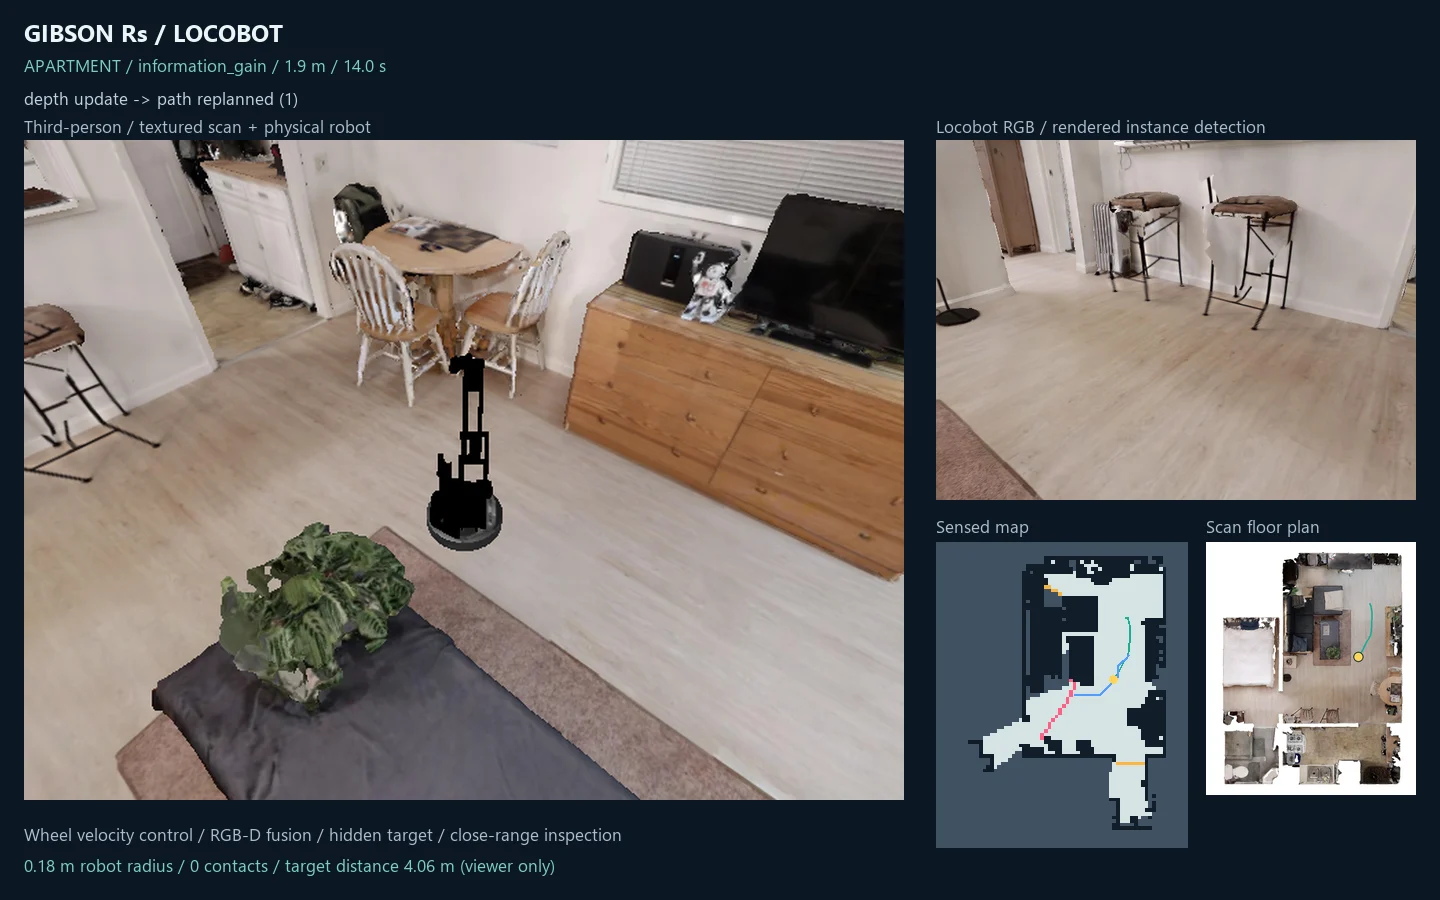 GIBSON Rs / LOCOBOT
APARTMENT / information_gain / 1.9 m / 14.0 s
depth update -> path replanned (1)
Third-person / textured scan + physical robot
Locobot RGB / rendered instance detection
Sensed map
Scan floor plan
Wheel velocity control / RGB-D fusion / hidden target / close-range inspection
0.18 m robot radius / 0 contacts / target distance 4.06 m (viewer only)